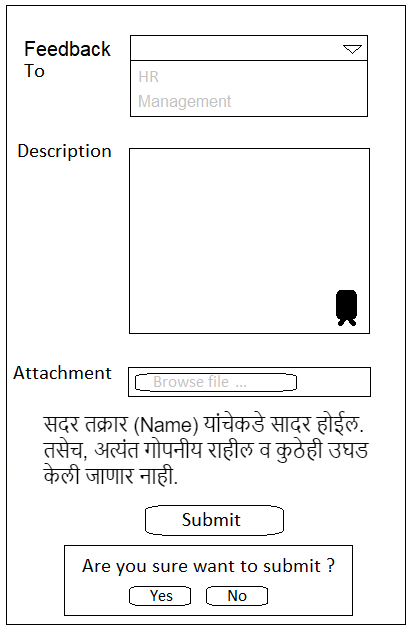 Feedback
To
HR
Management
Description
Attachment
Browse file ...
सदर तक्रार (Name) यांचेकडे सादर होईल.
तसेच, अत्यंत गोपनीय राहील व कुठेही उघड
केली जाणार नाही.
Submit
Are you sure want to submit ?
Yes No